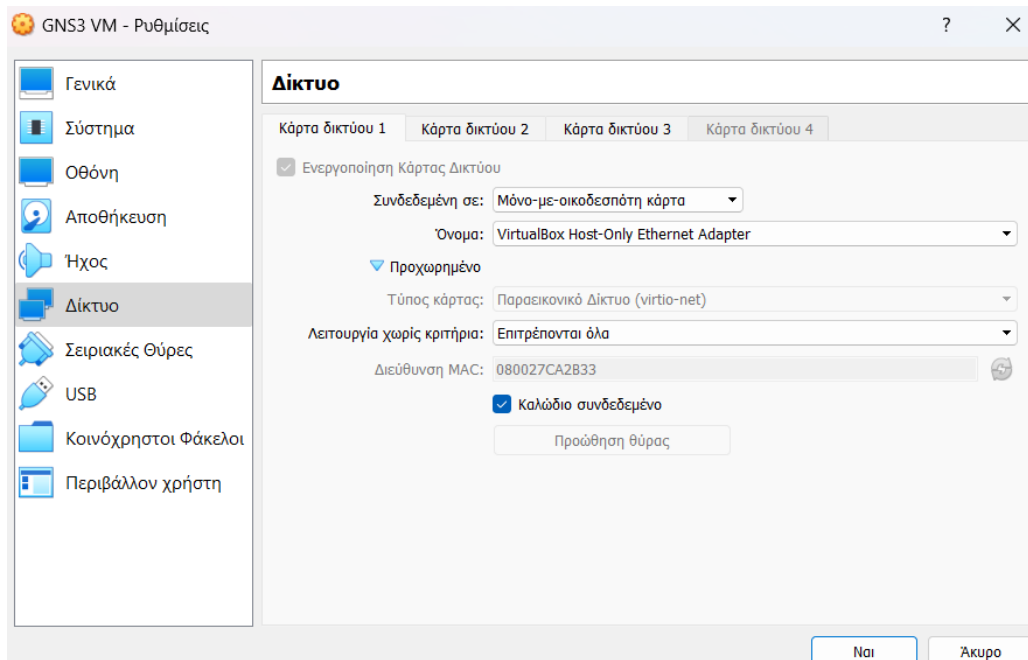 GNS3 VM - Ρυθμίσεις
?
Γενικά
Σύστημα
Οθόνη
Αποθήκευση
Ήχος
Δίκτυο
Σειριακές Θύρες
USB
Κοινόχρηστοι Φάκελοι
Περιβάλλον χρήστη
Δίκτυο
Κάρτα δικτύου 1 Κάρτα δικτύου 2 Κάρτα δικτύου 3 Κάρτα δικτύου 4
Ενεργοποίηση Κάρτας Δικτύου
Συνδεδεμένη σε: Μόνο-με-οικοδεσπότη κάρτα
Όνομα: VirtualBox Host-Only Ethernet Adapter
Προχωρημένο
Τύπος κάρτας: Παραεικονικό Δίκτυο (virtio-net)
Λειτουργία χωρίς κριτήρια: Επιτρέπονται όλα
Διεύθυνση MAC: 080027CA2B33
Καλώδιο συνδεδεμένο
Προώθηση θύρας
Ναι Άκυρο